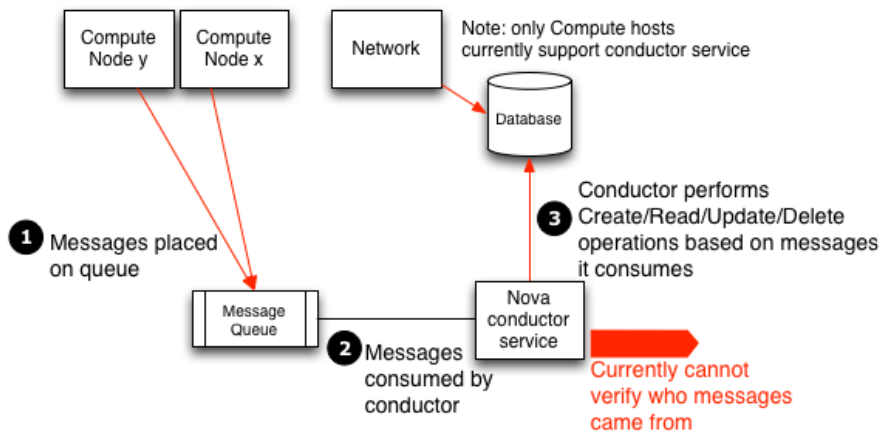 Compute
Node y
Compute
Node x
Network
Note: only Compute hosts
currently support conductor service
Database
1
Messages placed
on queue
3
Conductor performs
Create/Read/Update/Delete
operations based on messages
it consumes
Message
Queue
2
Messages
consumed by
conductor
Nova
conductor
service
Currently cannot
verify who messages
came from